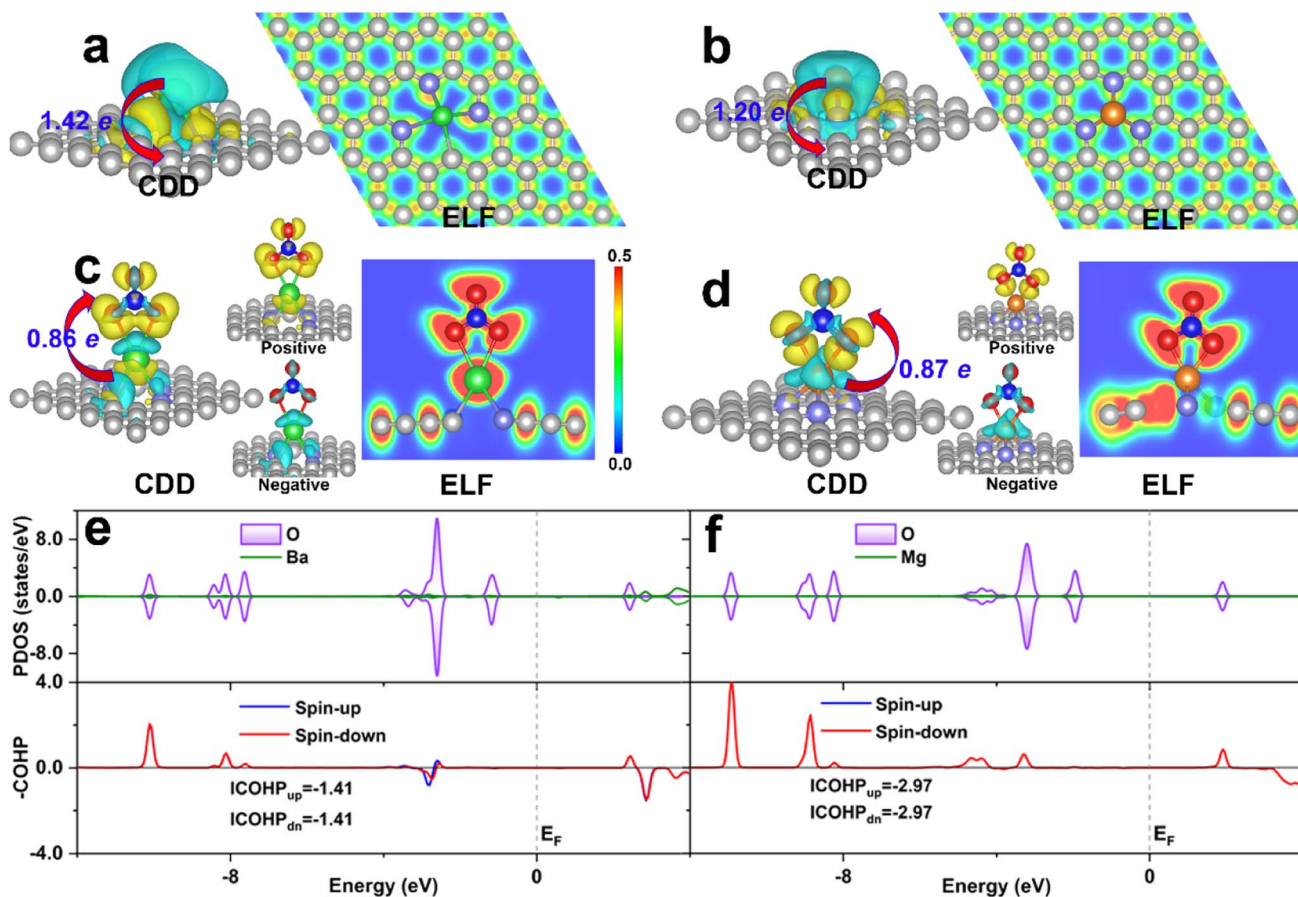 a
1.42 e
CDD
ELF
b
1.20 e
CDD
ELF
c
0.86 e
CDD
Positive
Negative
ELF
0.5
0.0
d
0.87 e
CDD
Positive
Negative
ELF
e
O
Ba
PDOS (states/eV)
8.0
0.0
-8.0
f
O
Mg
4.0
0.0
-4.0
-COHP
Spin-up
Spin-down
ICOHPup=-1.41
ICOHPdn=-1.41
EF
-8
0
Energy (eV)
Spin-up
Spin-down
ICOHPup=-2.97
ICOHPdn=-2.97
EF
-8
0
Energy (eV)